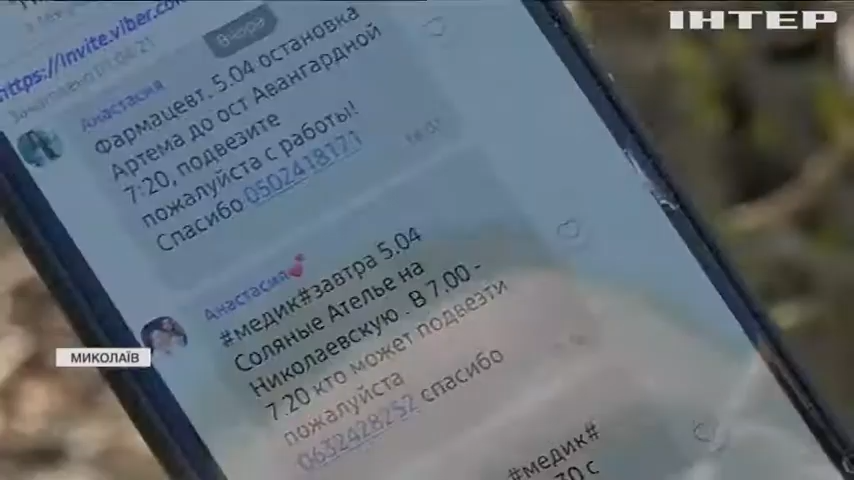 ІНТЕР
https://invite.viber.com
Вчора
Анастасия
Фармацевт. 5.04 остановка
Артема до ост Авангардной
7:20, подвезите
пожалуйста с работы!
Спасибо 0502418171
Анастасия
#медик#завтра 5.04
Соляные Ателье на
Николаевскую. В 7.00-
7.20 кто может подвезти
пожалуйста
0632428252 спасибо
#медик#
30 с
МИКОЛАЇВ